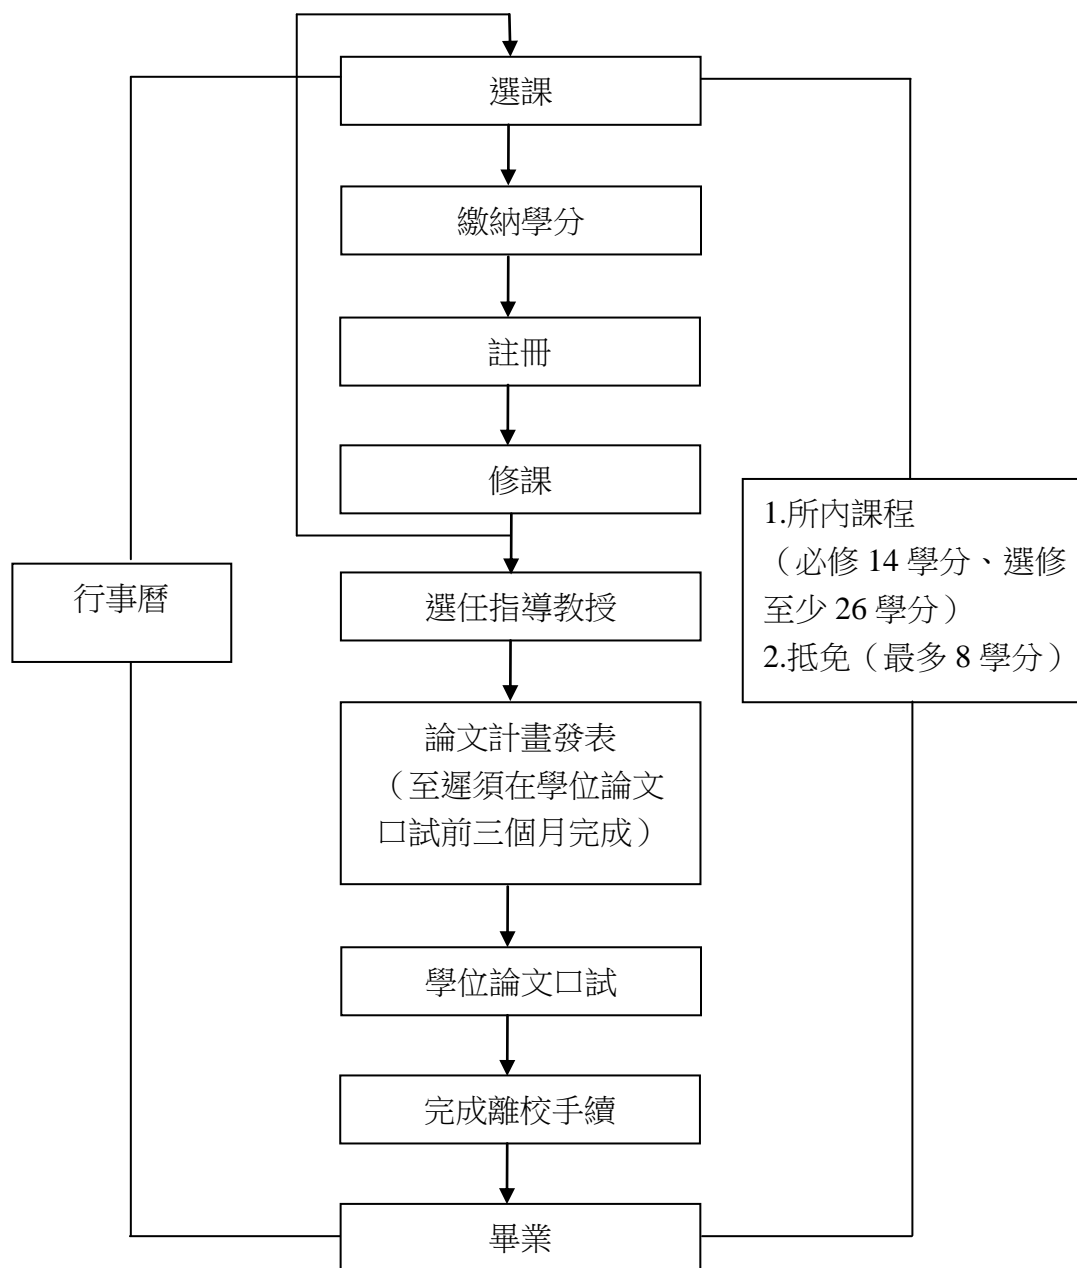 選課
繳納學分
註冊
修課
行事曆
1.所內課程
（必修 14 學分、選修
至少 26 學分）
2.抵免（最多 8 學分）
選任指導教授
論文計畫發表
（至遲須在學位論文
口試前三個月完成）
學位論文口試
完成離校手續
畢業